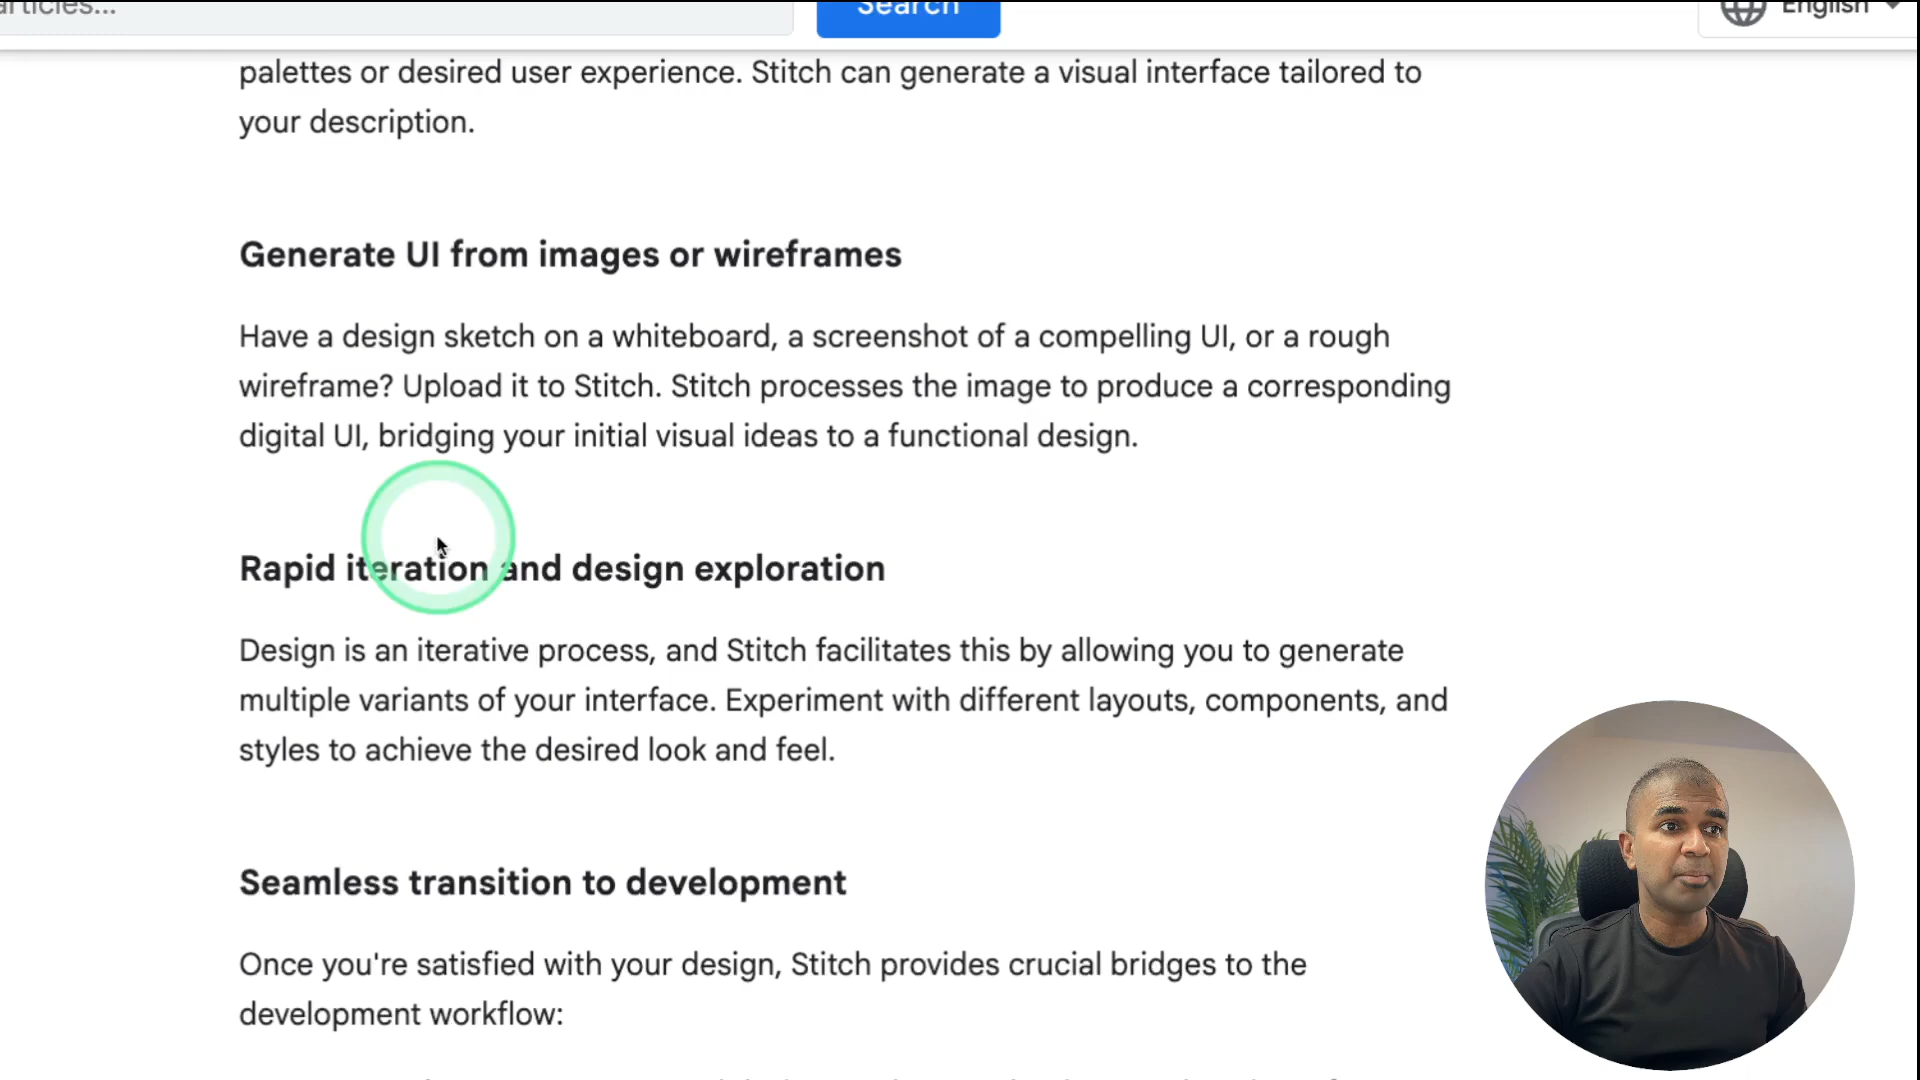 articles...
Search
English
palettes or desired user experience. Stitch can generate a visual interface tailored to
your description.
Generate UI from images or wireframes
Have a design sketch on a whiteboard, a screenshot of a compelling UI, or a rough
wireframe? Upload it to Stitch. Stitch processes the image to produce a corresponding
digital UI, bridging your initial visual ideas to a functional design.
Rapid iteration and design exploration
Design is an iterative process, and Stitch facilitates this by allowing you to generate
multiple variants of your interface. Experiment with different layouts, components, and
styles to achieve the desired look and feel.
Seamless transition to development
Once you're satisfied with your design, Stitch provides crucial bridges to the
development workflow: